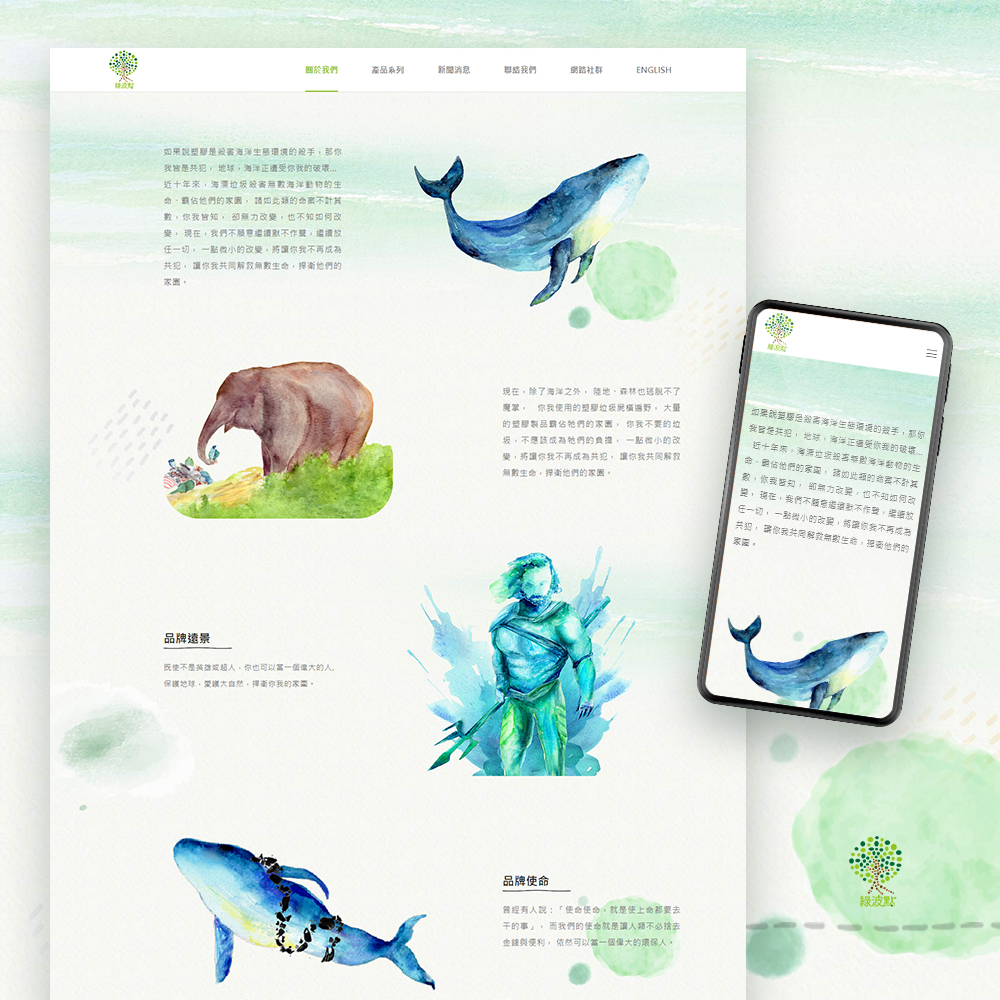 綠波點
關於我們
產品系列
新聞消息
聯絡我們
網路社群
ENGLISH
如果說塑膠是殺害海洋生態環境的殺手，那你
我皆是共犯， 地球，海洋正遭受你我的破壞...
近十年來，海漂垃圾殺害無數海洋動物的生
命、霸佔他們的家園， 諸如此類的命案不計其
數，你我皆知， 卻無力改變，也不知如何改
變， 現在，我們不願意繼續默不作聲，繼續放
任一切， 一點微小的改變，將讓你我不再成為
共犯， 讓你我共同解救無數生命，捍衛他們的
家園。
現在，除了海洋之外， 陸地、森林也逃脫不了
魔掌， 你我使用的塑膠垃圾屍橫遍野， 大量
的塑膠製品霸佔牠們的家園， 你我不要的垃
圾，不應該成為牠們的負擔， 一點微小的改
變，將讓你我不再成為共犯， 讓你我共同解救
無數生命，捍衛他們的家園。
品牌遠景
既使不是英雄或超人，你也可以當一個偉大的人，
保護地球，愛護大自然，捍衛你我的家園。
品牌使命
曾經有人說：「使命使命，就是使上命都要去
干的事」， 而我們的使命就是讓人類不必捨去
金錢與便利， 依然可以當一個偉大的環保人。
綠波點
如果說塑膠是殺害海洋生態環境的殺手，那你
我皆是共犯， 地球，海洋正遭受你我的破壞...
近十年來，海漂垃圾殺害無數海洋動物的生
命、霸佔他們的家園， 諸如此類的命案不計其
數，你我皆知， 卻無力改變，也不知如何改
變， 現在，我們不願意繼續默不作聲，繼續放
任一切， 一點微小的改變，將讓你我不再成為
共犯， 讓你我共同解救無數生命，捍衛他們的
家園。
綠波點